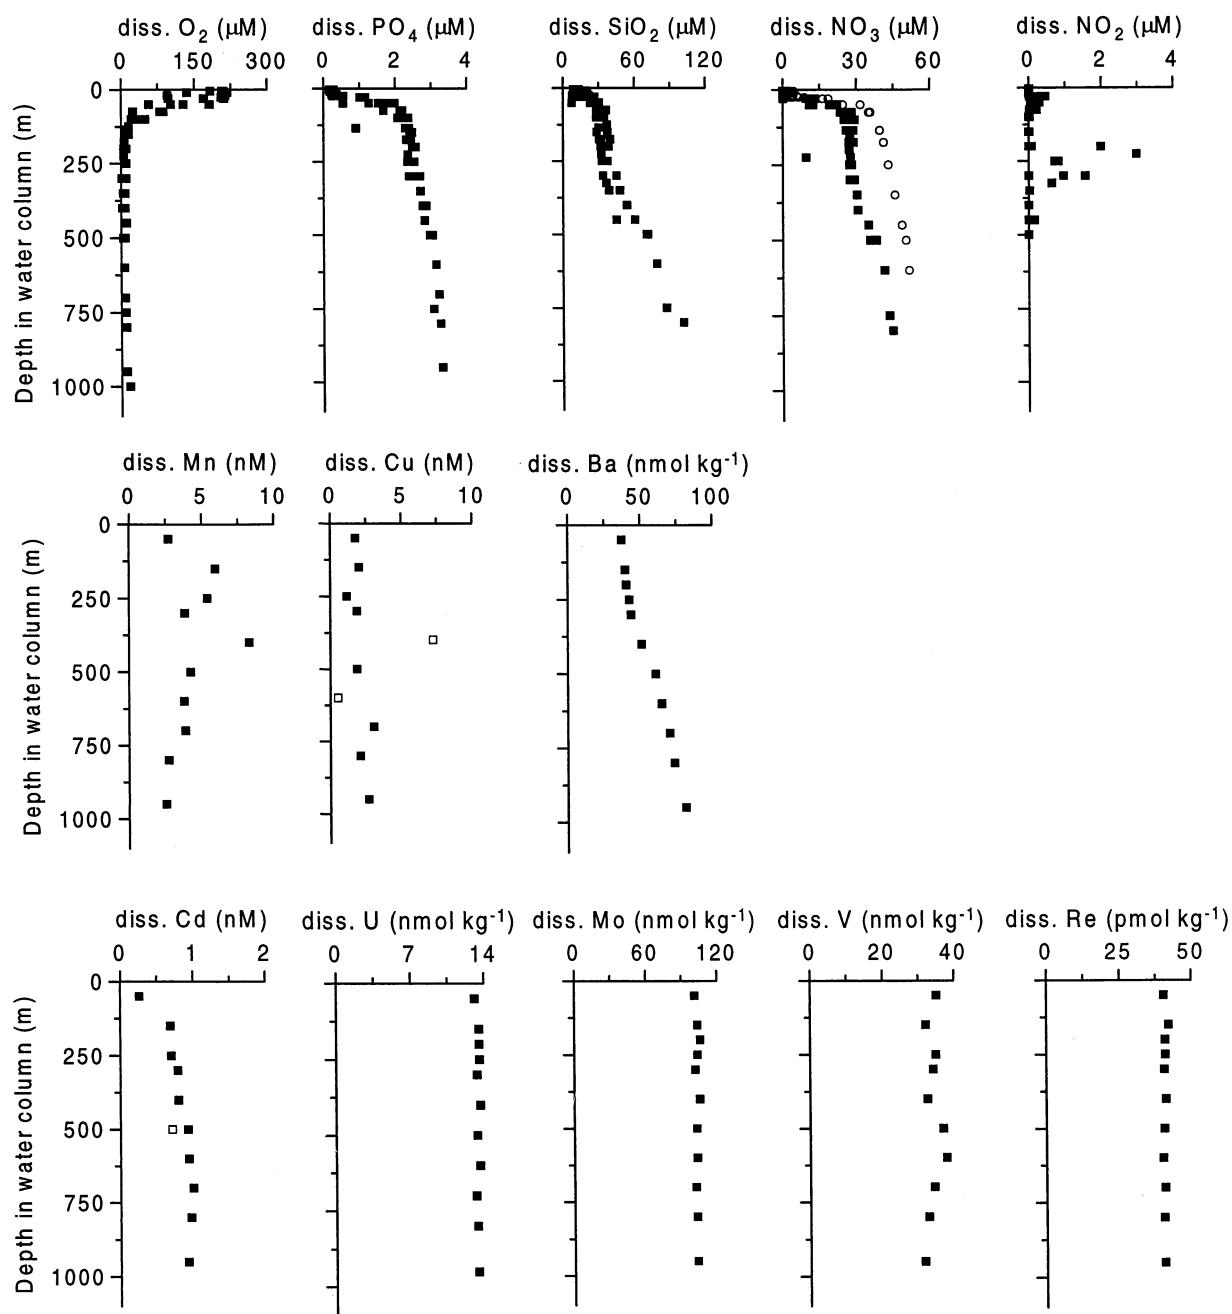 diss. O2 (μM) diss. PO4 (μM) diss. SiO2 (μM) diss. NO3 (μM) diss. NO2 (μM)
0 150 300 0 2 4 0 60 120 0 30 60 0 2 4
0
250
500
750
1000
Depth in water column (m)
diss. Mn (nM) diss. Cu (nM) diss. Ba (nmol kg-1)
0 5 10 0 5 10 0 50 100
0
250
500
750
1000
Depth in water column (m)
diss. Cd (nM) diss. U (nmol kg-1) diss. Mo (nmol kg-1) diss. V (nmol kg-1) diss. Re (pmol kg-1)
0 1 2 0 7 14 0 60 120 0 20 40 0 25 50
0
250
500
750
1000
Depth in water column (m)